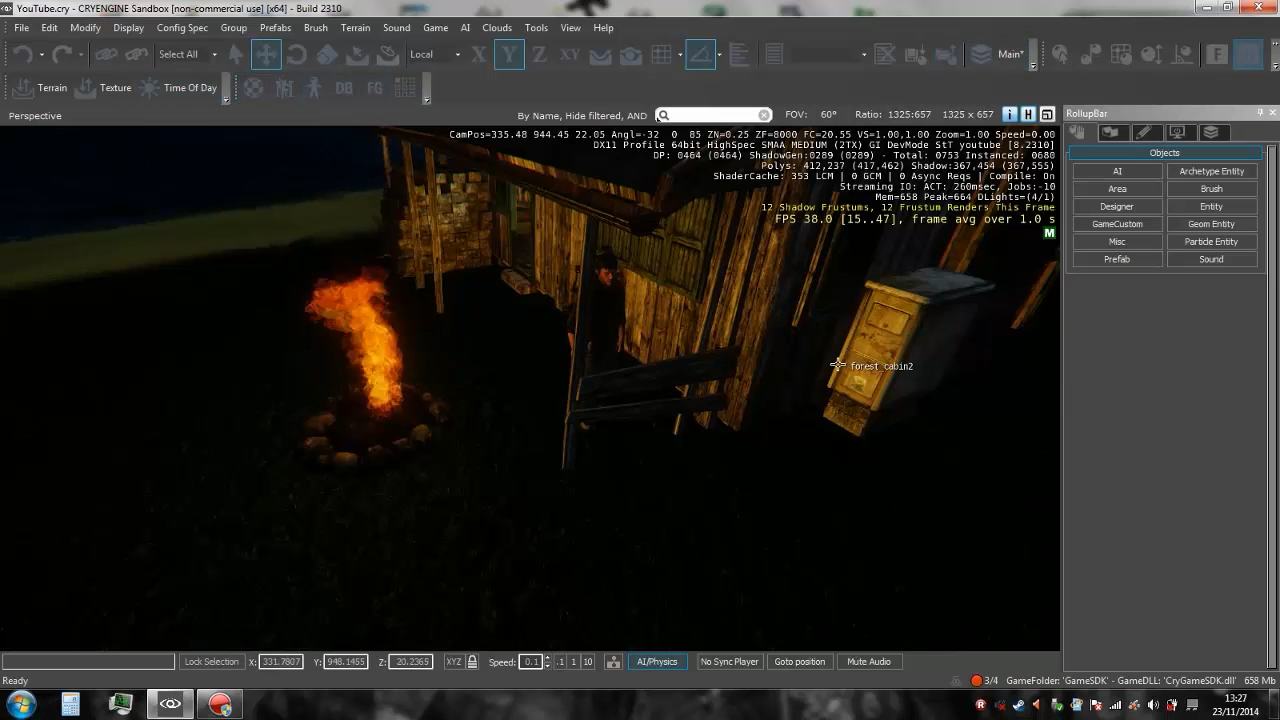 YouTube.cry - CRYENGINE Sandbox [non-commercial use] [x64] - Build 2310
File Edit Modify Display Config Spec Group Prefabs Brush Terrain Sound Game AI Clouds Tools View Help
Select All Local X Y Z XY Main* F
Terrain Texture Time Of Day DB FG
Perspective By Name, Hide filtered, AND FOV: 60° Ratio: 1325:657 1325 x 657 i H
RollupBar
CamPos=335.48 944.45 22.05 Angl=-32 0 85 ZN=0.25 ZF=8000 FC=20.55 VS=1.00,1.00 Zoom=1.00 Speed=0.00
DX11 Profile 64bit HighSpec SMAA MEDIUM (2TX) GI DevMode StT youtube [8.2310]
DP: 0464 (0464) ShadowGen:0289 (0289) - Total: 0753 Instanced: 0680
Polys: 412,237 (417,462) Shadow:367,454 (367,555)
ShaderCache: 353 LCM | 0 GCM | 0 Async Reqs | Compile: On
Streaming IO: ACT: 260msec, Jobs:-10
Mem=658 Peak=664 DLights=(4/1)
12 Shadow Frustums, 12 Frustum Renders This Frame
FPS 38.0 [15..47], frame avg over 1.0 s
M
Objects
AI Archetype Entity
Area Brush
Designer Entity
GameCustom Geom Entity
Misc Particle Entity
Prefab Sound
forest_cabin2
Lock Selection X: 331.7807 Y: 948.1455 Z: 20.2365 XYZ Speed: 0.1 .1 1 10 AI/Physics No Sync Player Goto position Mute Audio
Ready 3/4 GameFolder: 'GameSDK' - GameDLL: 'CryGameSDK.dll' 658 Mb
13:27
23/11/2014